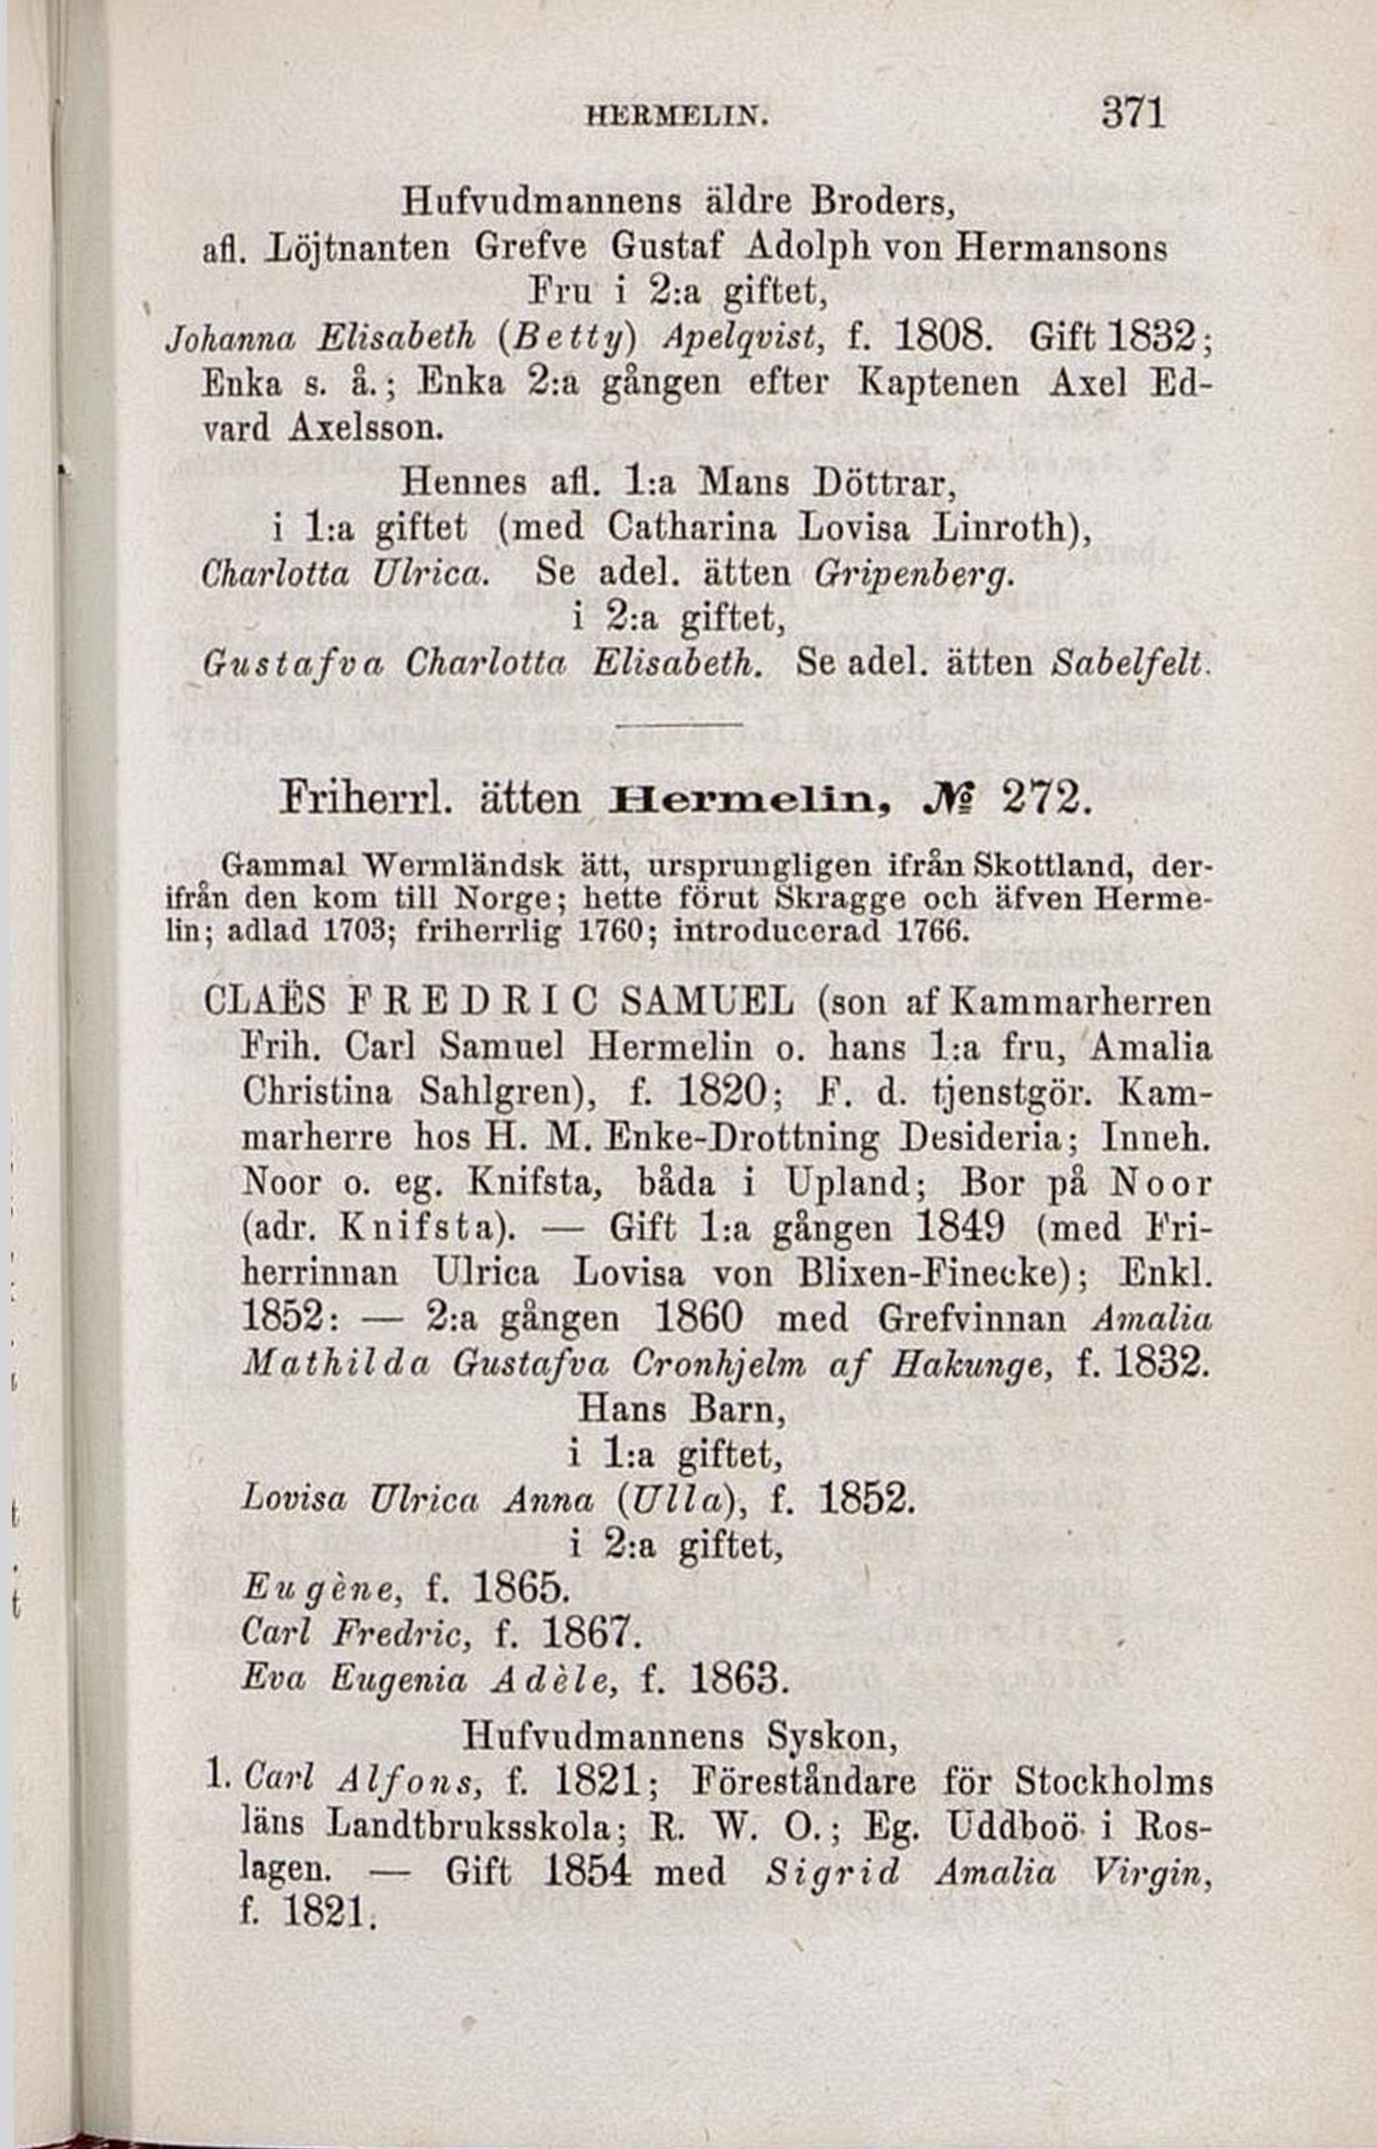 HERMELIN. 371
Hufvudmannens äldre Broders,
afl. Löjtnanten Grefve Gustaf Adolph von Hermansons
Fru i 2:a giftet,
Johanna Elisabeth (Betty) Apelqvist, f. 1808. Gift 1832;
Enka s. å.; Enka 2:a gången efter Kaptenen Axel Ed-
vard Axelsson.
Hennes afl. 1:a Mans Döttrar,
i 1:a giftet (med Catharina Lovisa Linroth),
Charlotta Ulrica. Se adel. ätten Gripenberg.
i 2:a giftet,
Gustafva Charlotta Elisabeth. Se adel. ätten Sabelfelt.
Friherrl. ätten Hermelin, № 272.
Gammal Wermländsk ätt, ursprungligen ifrån Skottland, der-
ifrån den kom till Norge; hette förut Skragge och äfven Herme-
lin; adlad 1703; friherrlig 1760; introducerad 1766.
CLAËS FREDRIC SAMUEL (son af Kammarherren
Frih. Carl Samuel Hermelin o. hans 1:a fru, Amalia
Christina Sahlgren), f. 1820; F. d. tjenstgör. Kam-
marherre hos H. M. Enke-Drottning Desideria; Inneh.
Noor o. eg. Knifsta, båda i Upland; Bor på Noor
(adr. Knifsta). — Gift 1:a gången 1849 (med Fri-
herrinnan Ulrica Lovisa von Blixen-Finecke); Enkl.
1852: — 2:a gången 1860 med Grefvinnan Amalia
Mathilda Gustafva Cronhjelm af Hakunge, f. 1832.
Hans Barn,
i 1:a giftet,
Lovisa Ulrica Anna (Ulla), f. 1852.
i 2:a giftet,
Eugène, f. 1865.
Carl Fredric, f. 1867.
Eva Eugenia Adèle, f. 1863.
Hufvudmannens Syskon,
1. Carl Alfons, f. 1821; Föreståndare för Stockholms
läns Landtbruksskola; R. W. O.; Eg. Uddboö i Ros-
lagen. — Gift 1854 med Sigrid Amalia Virgin,
f. 1821.